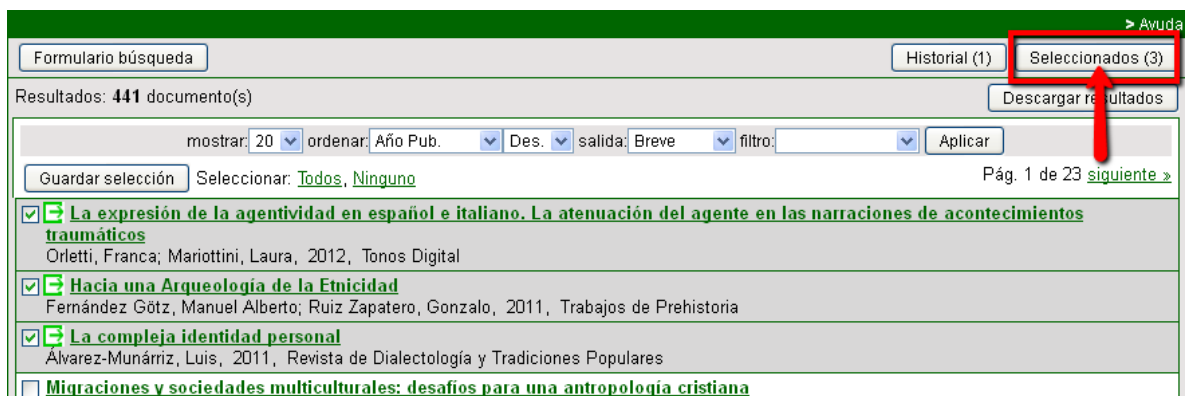 > Ayuda
Formulario búsqueda Historial (1) Seleccionados (3)
Resultados: 441 documento(s) Descargar resultados
mostrar: 20 ordenar: Año Pub. Des. salida: Breve filtro: Aplicar
Guardar selección Seleccionar: Todos, Ninguno Pág. 1 de 23 siguiente »
La expresión de la agentividad en español e italiano. La atenuación del agente en las narraciones de acontecimientos
traumáticos
Orletti, Franca; Mariottini, Laura, 2012, Tonos Digital
Hacia una Arqueología de la Etnicidad
Fernández Götz, Manuel Alberto; Ruiz Zapatero, Gonzalo, 2011, Trabajos de Prehistoria
La compleja identidad personal
Álvarez-Munárriz, Luis, 2011, Revista de Dialectología y Tradiciones Populares
Migraciones y sociedades multiculturales: desafíos para una antropología cristiana